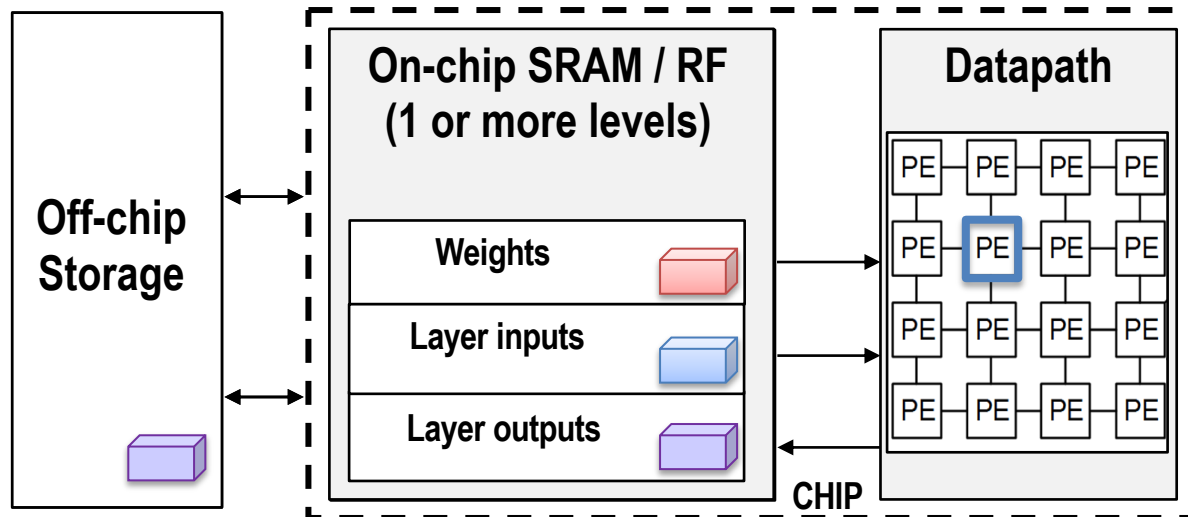 Off-chip
Storage
On-chip SRAM / RF
(1 or more levels)
Weights
Layer inputs
Layer outputs
CHIP
Datapath
PE PE PE PE
PE PE PE PE
PE PE PE PE
PE PE PE PE